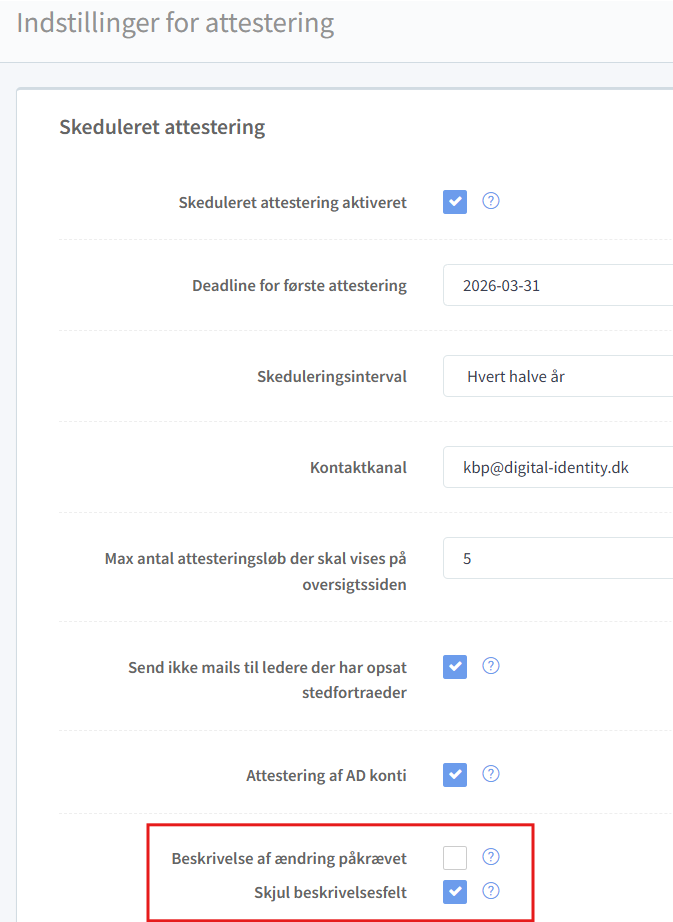 Indstillinger for attestering
Skeduleret attestering
Skeduleret attestering aktiveret
?
Deadline for første attestering
2026-03-31
Skeduleringsinterval
Hvert halve år
Kontaktkanal
kbp@digital-identity.dk
Max antal attesteringsløb der skal vises på
oversigtssiden
5
Send ikke mails til ledere der har opsat
stedfortraeder
?
Attestering af AD konti
?
Beskrivelse af ændring påkrævet
?
Skjul beskrivelsesfelt
?